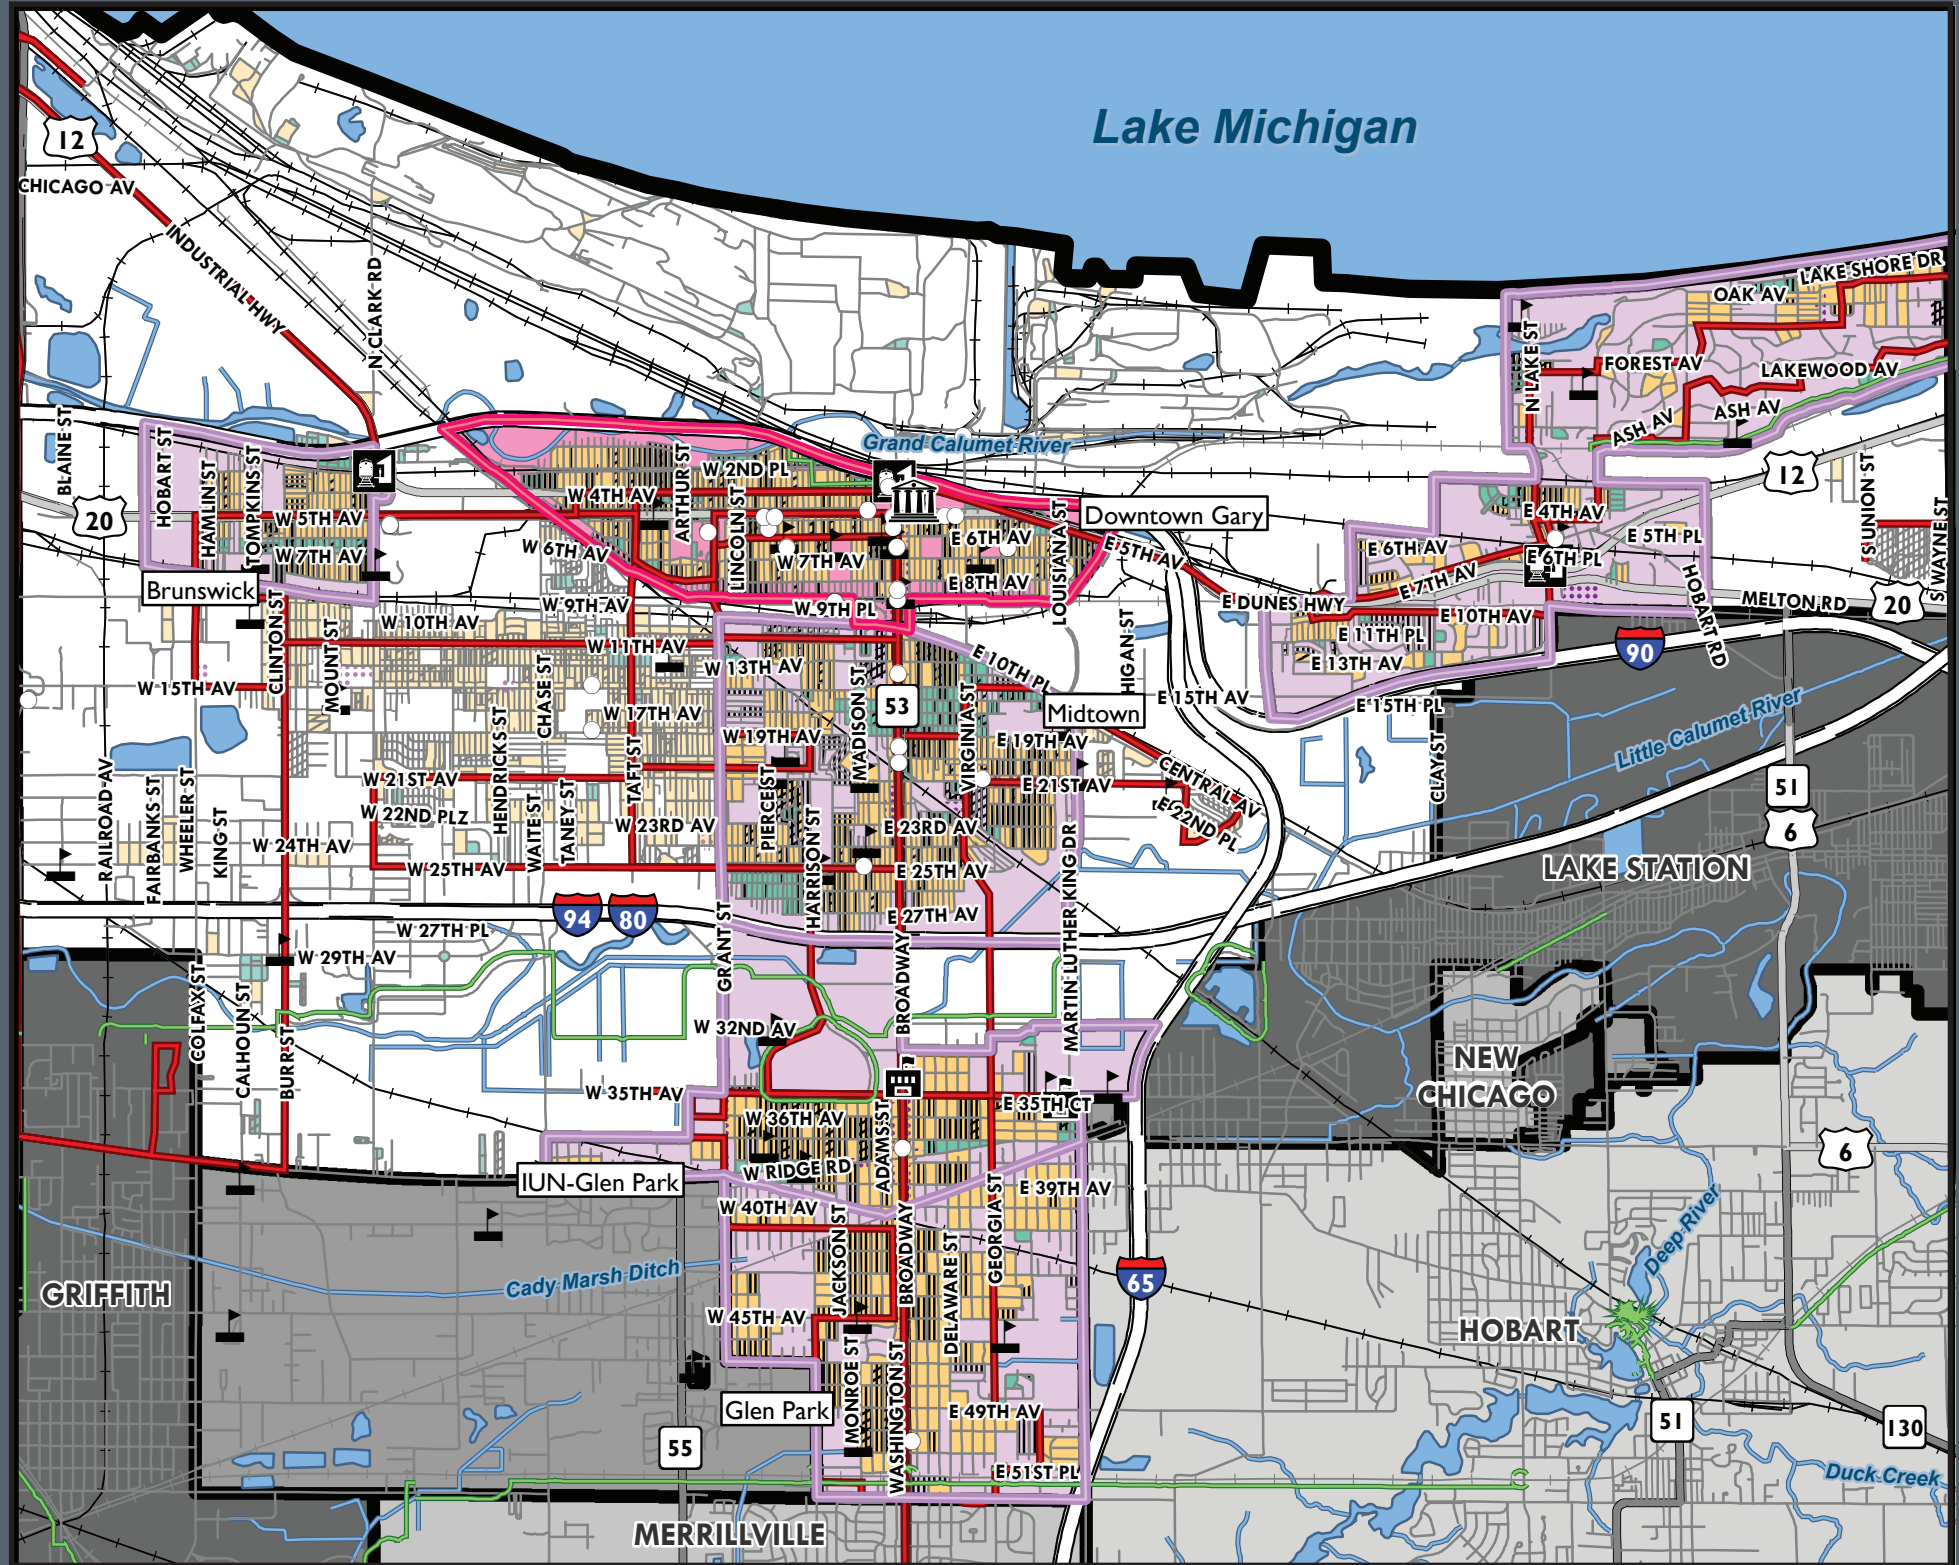 Lake Michigan
12
CHICAGO AV
INDUSTRIAL HWY
N CLARK RD
LAKE SHORE DR
OAK AV
N LAKE ST
FOREST AV
LAKEWOOD AV
ASH AV
ASH AV
Grand Calumet River
BLAINE ST
HOBART ST
HAMLIN ST
TOMPKINS ST
W 5TH AV
W 7TH AV
20
Brunswick
W 2ND PL
W 4TH AV
ARTHUR ST
LINCOLN ST
W 6TH AV
W 7TH AV
E 6TH AV
E 8TH AV
LOUISIANA ST
Downtown Gary
E 5TH AV
W 9TH AV
W 9TH PL
12
E 4TH AV
E 5TH PL
E 6TH AV
E 6TH PL
E 7TH AV
E DUNES HWY
E 10TH AV
E 11TH PL
E 13TH AV
HOBART RD
MELTON RD
20
S UNION ST
S WAYNE ST
90
E 15TH PL
E 15TH AV
CLINTON ST
MOUNT ST
W 10TH AV
W 11TH AV
W 13TH AV
E 10TH PL
W 15TH AV
CHASE ST
W 17TH AV
HENDRICKS ST
MADISON ST
53
VIRGINIA ST
Midtown
W 19TH AV
E 19TH AV
TAFT ST
W 21ST AV
E 21ST AV
CENTRAL AV
E 22ND PL
CLAY ST
Little Calumet River
51
6
RAILROAD AV
FAIRBANKS ST
WHEELER ST
KING ST
W 22ND PLZ
WAITE ST
TANEY ST
W 23RD AV
PIERCE ST
HARRISON ST
E 23RD AV
W 24TH AV
W 25TH AV
E 25TH AV
MARTIN LUTHER KING DR
LAKE STATION
94
80
E 27TH AV
W 27TH PL
GRANT ST
BROADWAY
W 29TH AV
COLFAX ST
CALHOUN ST
BURR ST
W 32ND AV
NEW
CHICAGO
W 35TH AV
E 35TH CT
W 36TH AV
ADAMS ST
W RIDGE RD
IUN-Glen Park
6
E 39TH AV
W 40TH AV
JACKSON ST
BROADWAY
DELAWARE ST
GEORGIA ST
Deep River
GRIFFITH
Cady Marsh Ditch
65
W 45TH AV
HOBART
MONROE ST
WASHINGTON ST
Glen Park
E 49TH AV
51
130
55
E 51ST PL
Duck Creek
MERRILLVILLE